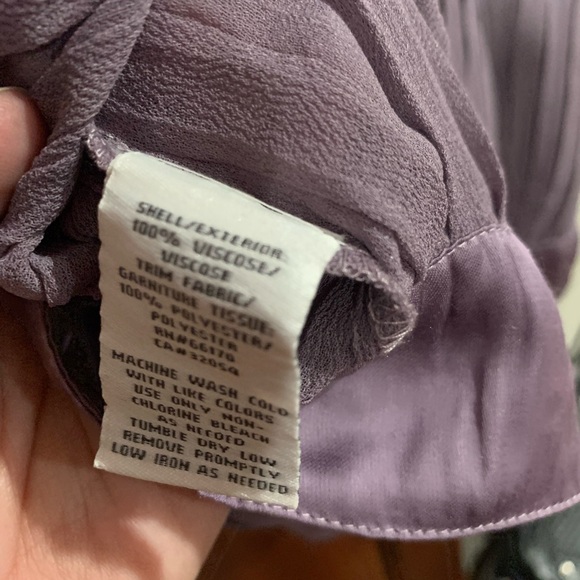 SHELL/EXTERIOR
100% VISCOSE/
VISCOSE
TRIM FABRIC/
GARNITURE TISSUE:
100% POLYESTER/
POLYESTER
RN#66170
CA#32050
MACHINE WASH COLD
WITH LIKE COLORS
USE ONLY NON-
CHLORINE BLEACH
AS NEEDED
TUMBLE DRY LOW
REMOVE PROMPTLY
LOW IRON AS NEEDED